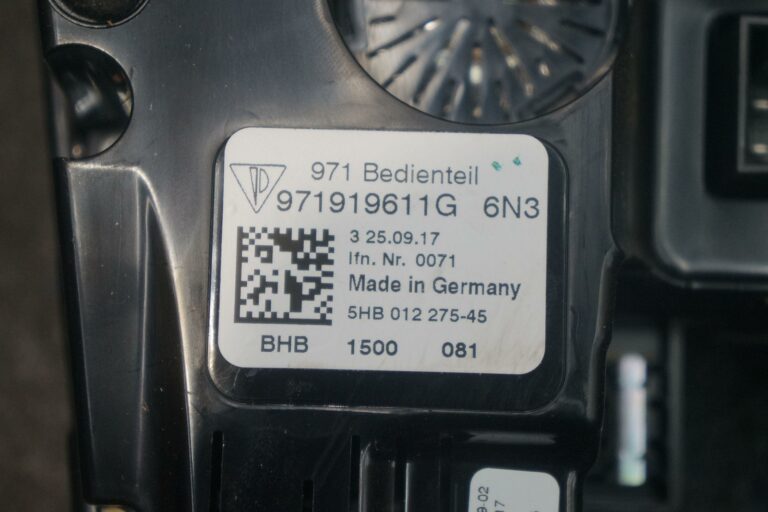 971 Bedienteil
971919611G 6N3
3 25.09.17
lfn. Nr. 0071
Made in Germany
5HB 012 275-45
BHB 1500 081